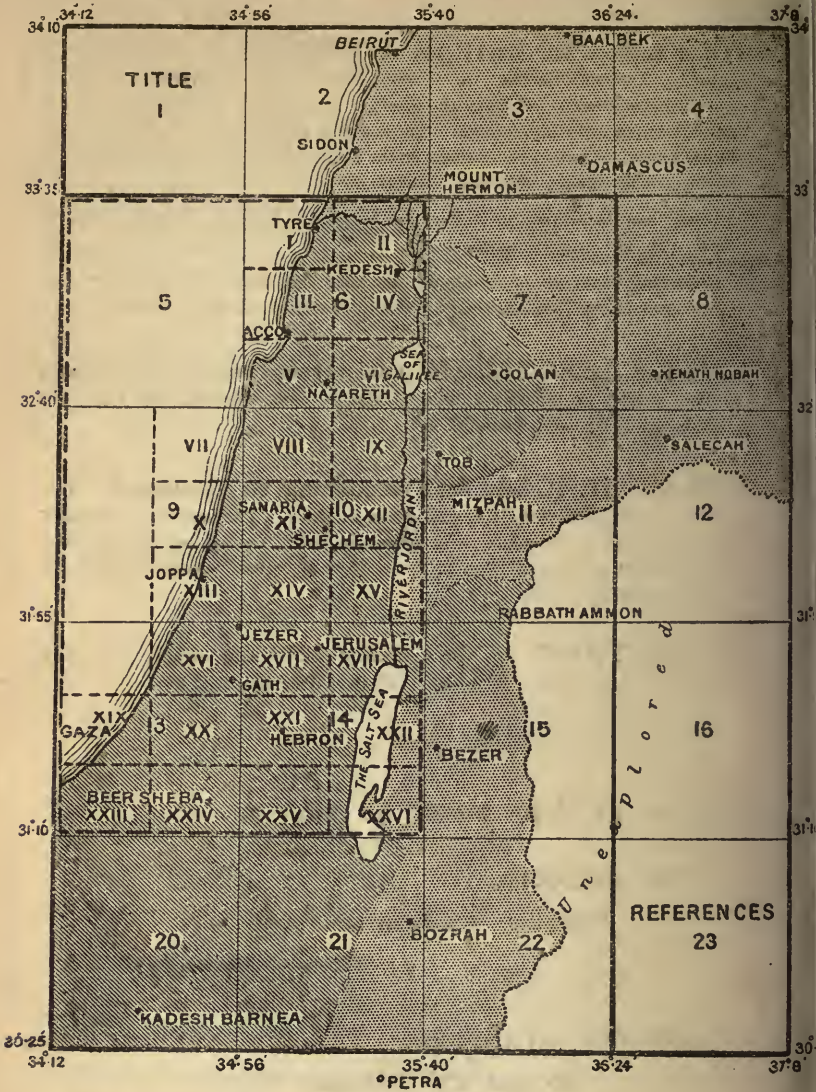 34°12 34°56 35°40 36°24 37°8
34°10 34°
BEIRÛT BAALBEK
TITLE
1
2 3 4
SIDON
DAMASCUS
MOUNT
HERMON
33°35 33°
TYRE
I II
KEDESH
5 III 6 IV 7 8
ACCO
SEA
OF
GALILEE
V VI GOLAN KENATH NOBAH
NAZARETH
32°40 32°
SALECAH
VII VIII IX
TOB
MIZPAH
9 X SANARIA XI 10 XII 11 12
SHECHEM
RIVER JORDAN
JOPPA
XIII XIV XV
RABBATH AMMON
31°55 31°
JEZER
JERUSALEM
XVI XVII XVIII
GATH
THE SALT SEA
XIX XXI 14
GAZA 3 XX HEBRON XXII 15 16
BEZER
Unexplored
BEER SHEBA
XXIII XXIV XXV XXVI
31°10 31°1
REFERENCES
23
BOZRAH
20 21 22
KADESH BARNEA
30°25 30°
34°12 34°56 35°40 36°24 37°8
PETRA